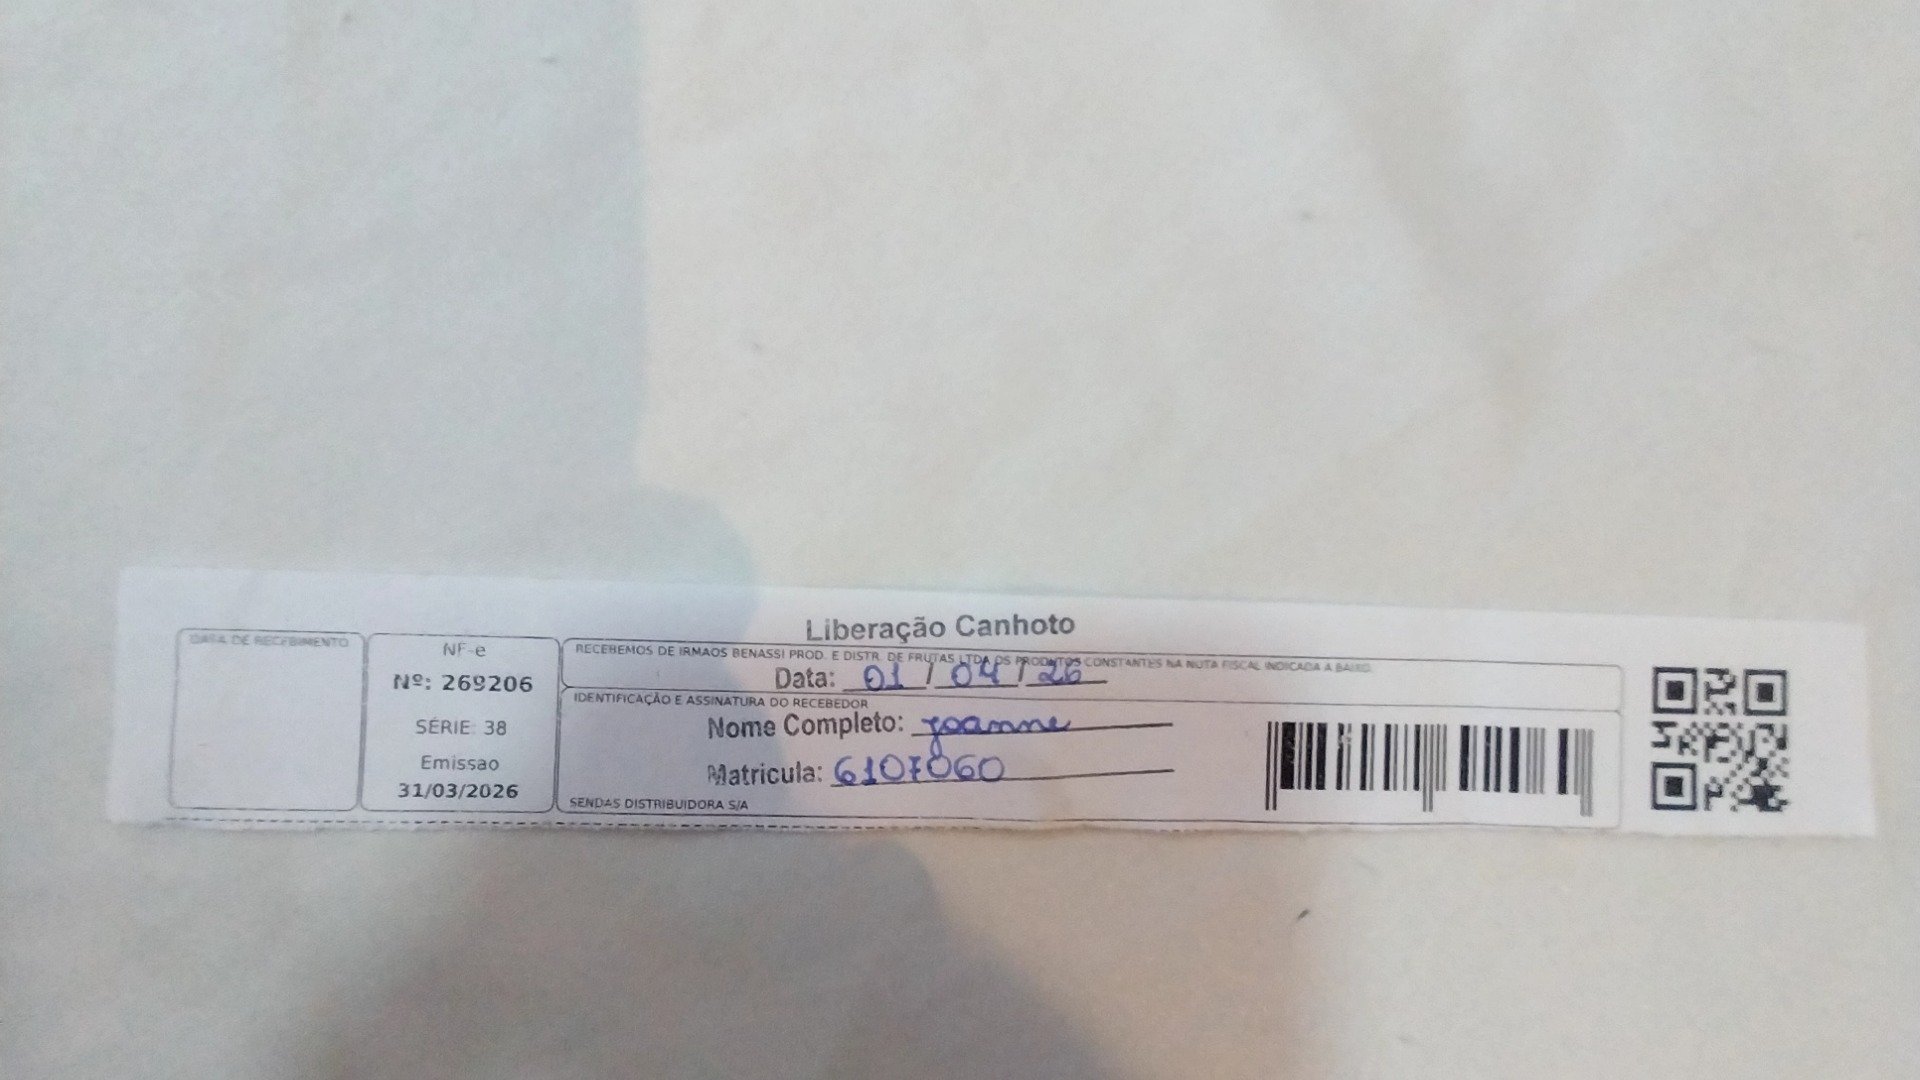 Liberação Canhoto
DATA DE RECEBIMENTO
NF-e
Nº: 269206
SÉRIE: 38
Emissao
31/03/2026
RECEBEMOS DE IRMAOS BENASSI PROD. E DISTR. DE FRUTAS LTDA OS PRODUTOS CONSTANTES NA NOTA FISCAL INDICADA A BAIXO.
Data: 01 / 04 / 26
IDENTIFICAÇÃO E ASSINATURA DO RECEBEDOR
Nome Completo: joanne
Matricula: 6107060
SENDAS DISTRIBUIDORA S/A